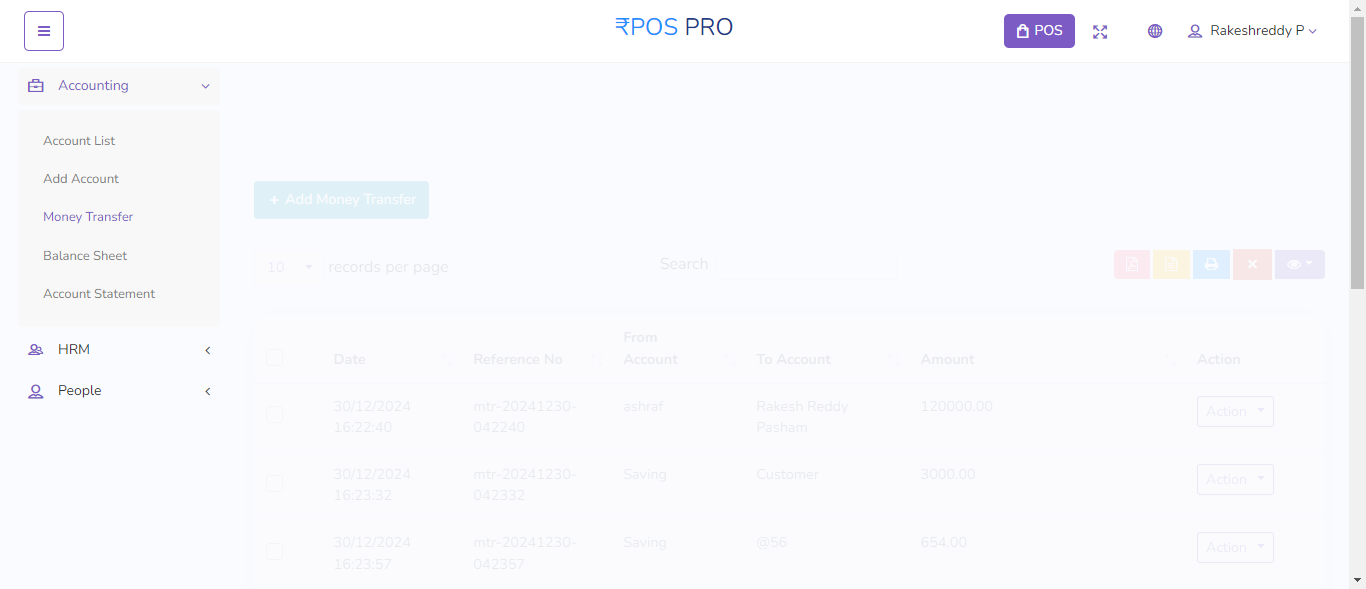 ₹POS PRO
POS
Rakeshreddy P
Accounting
Account List
Add Account
Money Transfer
Balance Sheet
Account Statement
HRM
People
+ Add Money Transfer
10 records per page
Search
Date Reference No From Account To Account Amount Action
30/12/2024 mtr-20241230- ashraf Rakesh Reddy 120000.00 Action
16:22:40 042240 Pasham
30/12/2024 mtr-20241230- Saving Customer 3000.00 Action
16:23:32 042332
30/12/2024 mtr-20241230- Saving @56 654.00 Action
16:23:57 042357